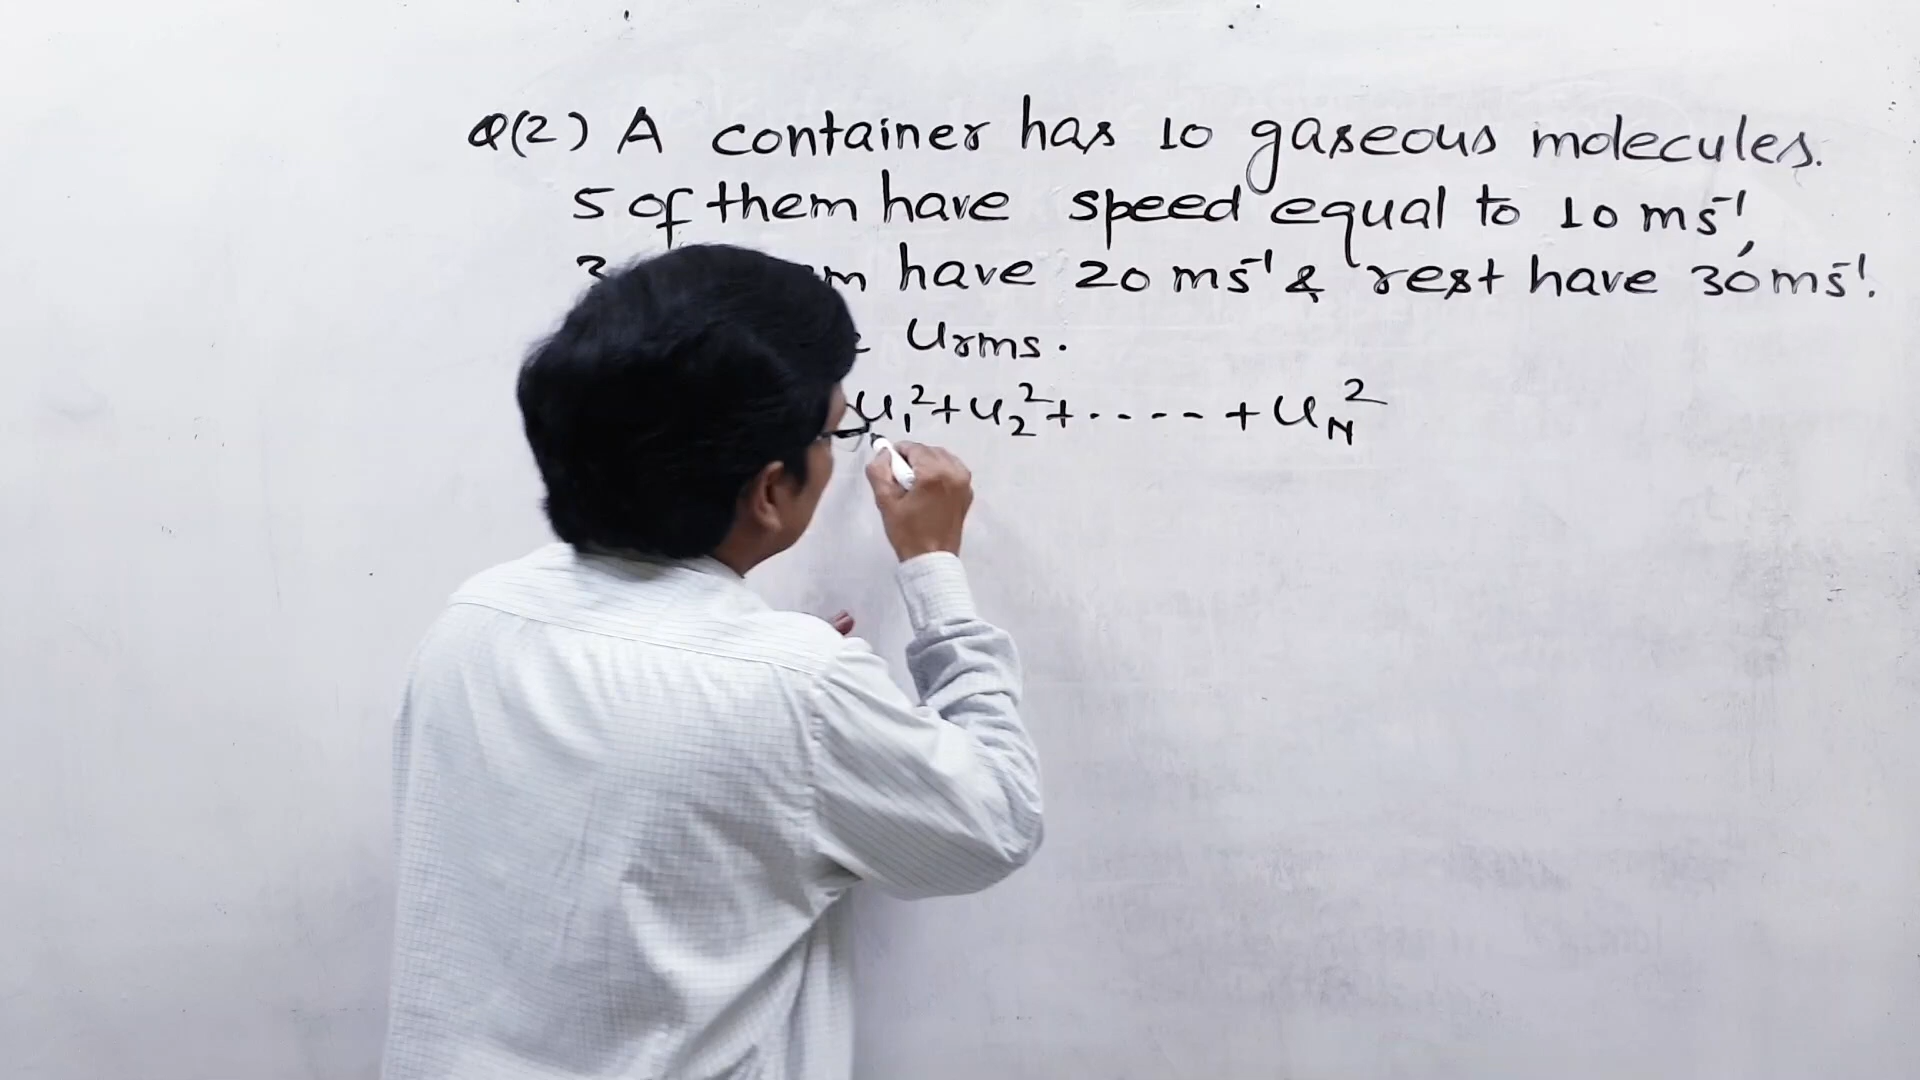 Q(2) A container has 10 gaseous molecules.
5 of them have speed equal to 10 ms⁻¹,
3 have 20 ms⁻¹ & rest have 30 ms⁻¹.
Urms.
u₁² + u₂² + ---- + u_N²